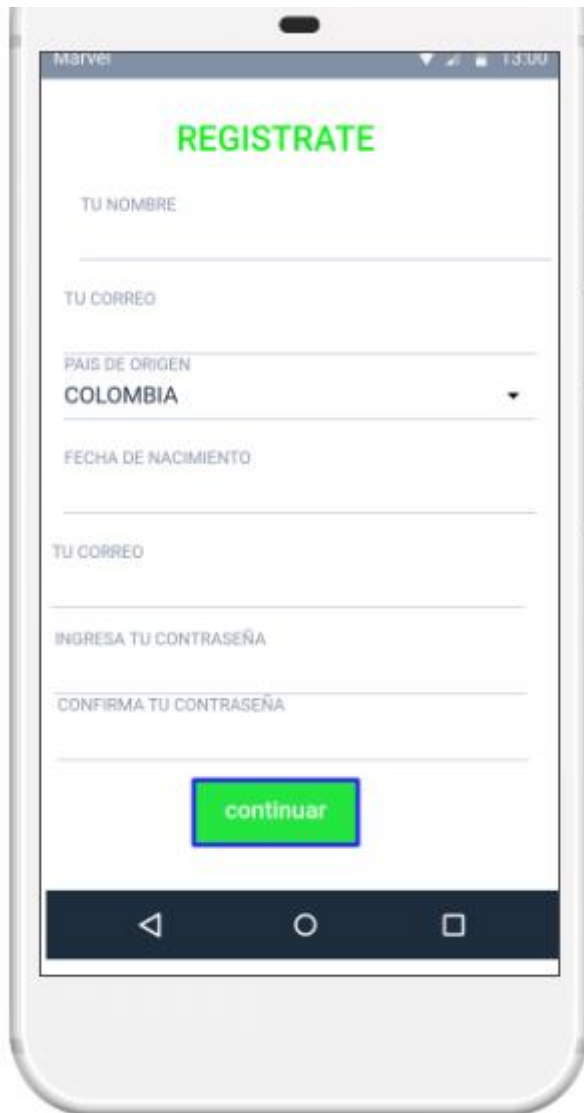 Marvel 13:00
REGISTRATE
TU NOMBRE
TU CORREO
PAIS DE ORIGEN
COLOMBIA
FECHA DE NACIMIENTO
TU CORREO
INGRESA TU CONTRASEÑA
CONFIRMA TU CONTRASEÑA
continuar